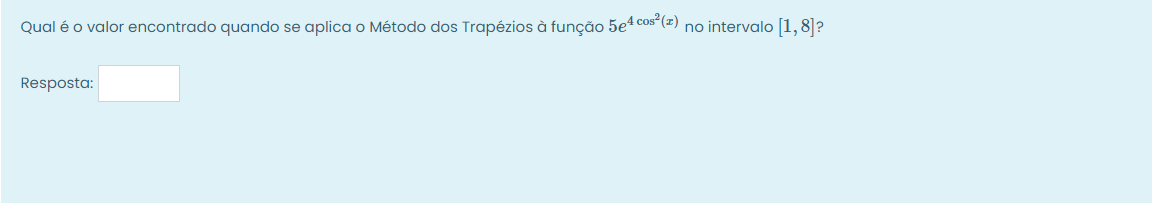 Qual é o valor encontrado quando se aplica o Método dos Trapézios à função $5e^{4\cos^2(x)}$ no intervalo $[1, 8]$?
Resposta: